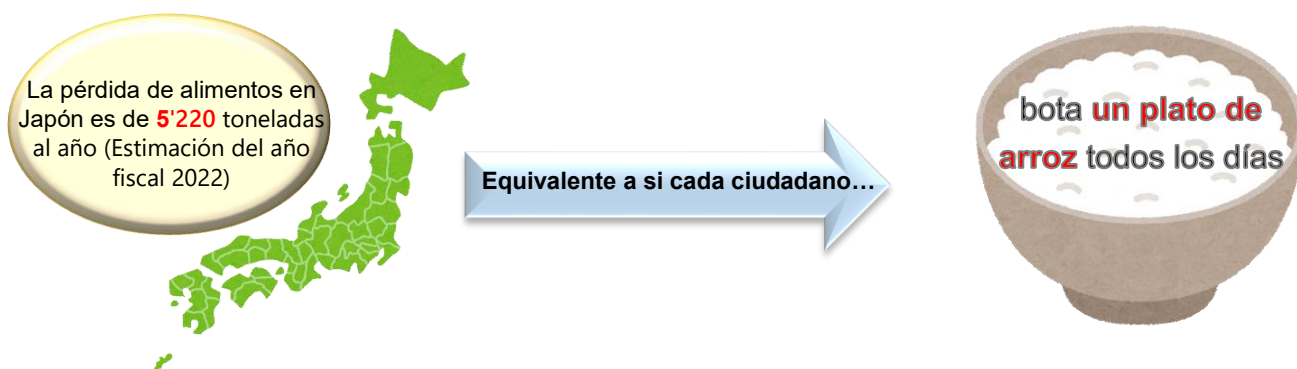 La pérdida de alimentos en
Japón es de 5'220 toneladas
al año (Estimación del año
fiscal 2022)
Equivalente a si cada ciudadano…
bota un plato de
arroz todos los días